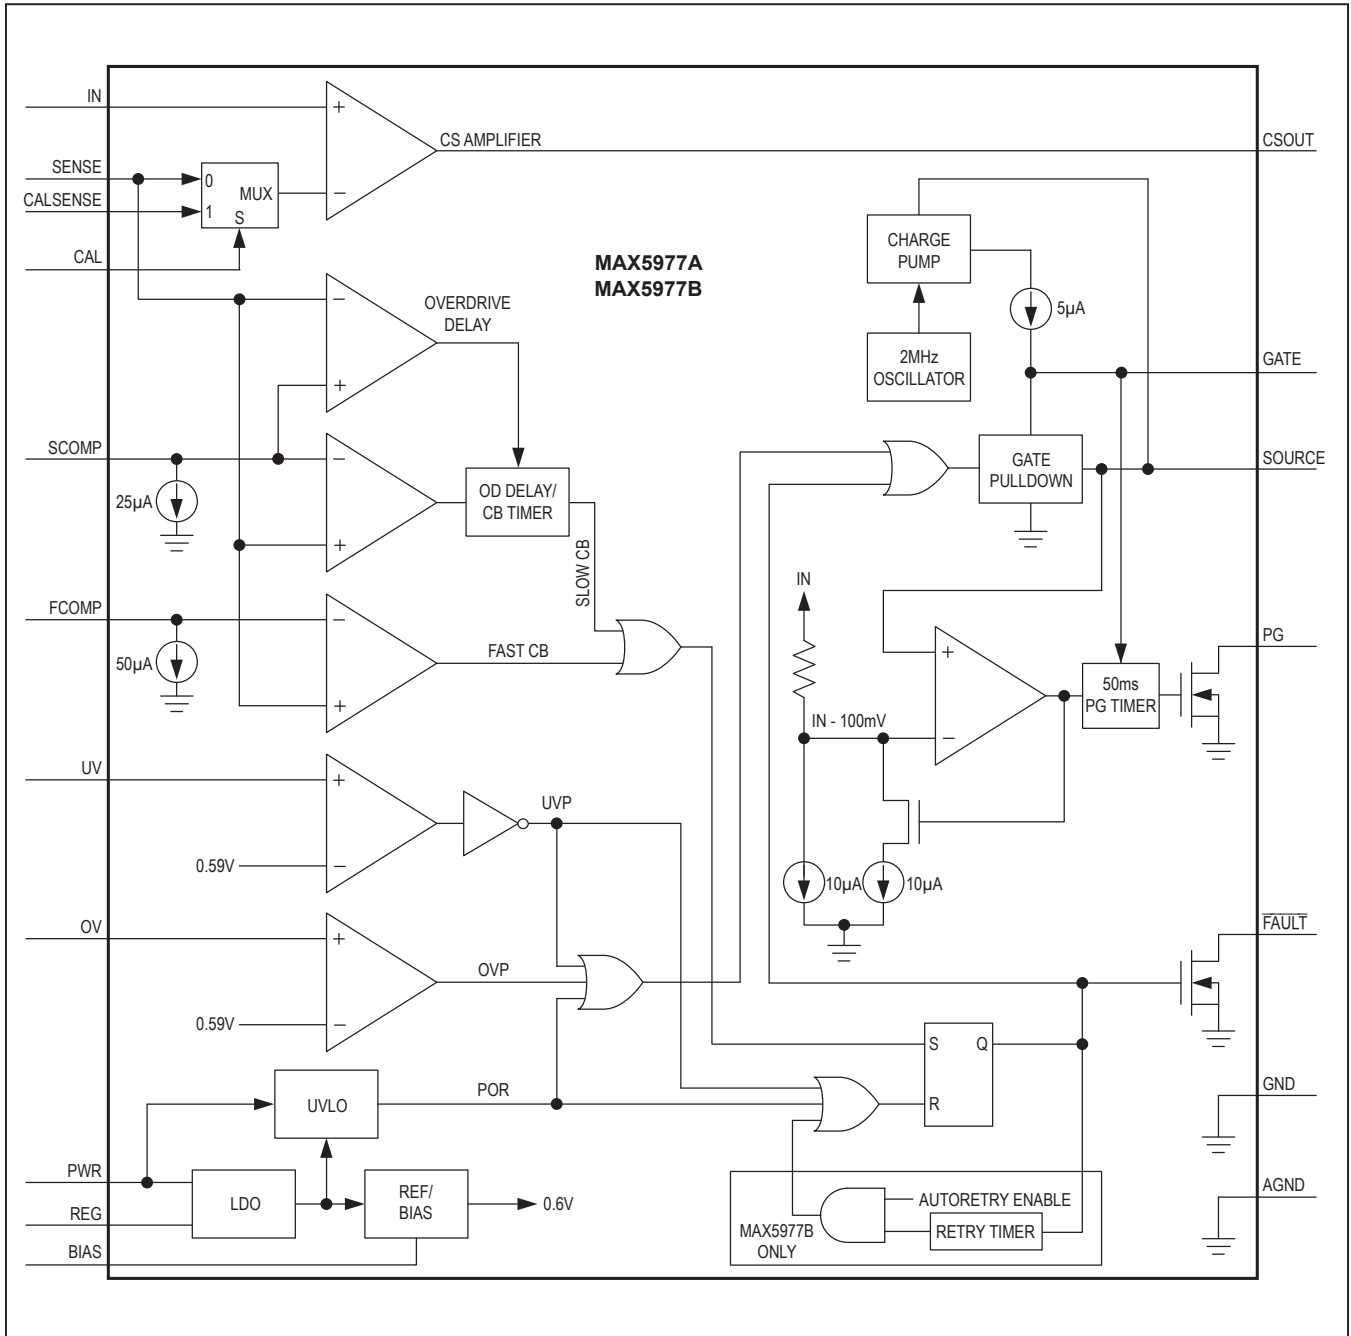 IN
+
CS AMPLIFIER
CSOUT
SENSE
0
MUX
CALSENSE
1
S
−
CAL
MAX5977A
MAX5977B
CHARGE
PUMP
5µA
−
OVERDRIVE
DELAY
+
2MHz
OSCILLATOR
GATE
SCOMP
25µA
−
+
OD DELAY/
CB TIMER
SLOW CB
GATE
PULLDOWN
SOURCE
FCOMP
50µA
−
+
FAST CB
IN
IN - 100mV
+
−
50ms
PG TIMER
PG
UV
+
0.59V
−
UVP
10µA
10µA
OV
+
0.59V
−
OVP
FAULT
S
Q
R
UVLO
POR
GND
PWR
LDO
REF/
BIAS
0.6V
REG
BIAS
MAX5977B
ONLY
AUTORETRY ENABLE
RETRY TIMER
AGND